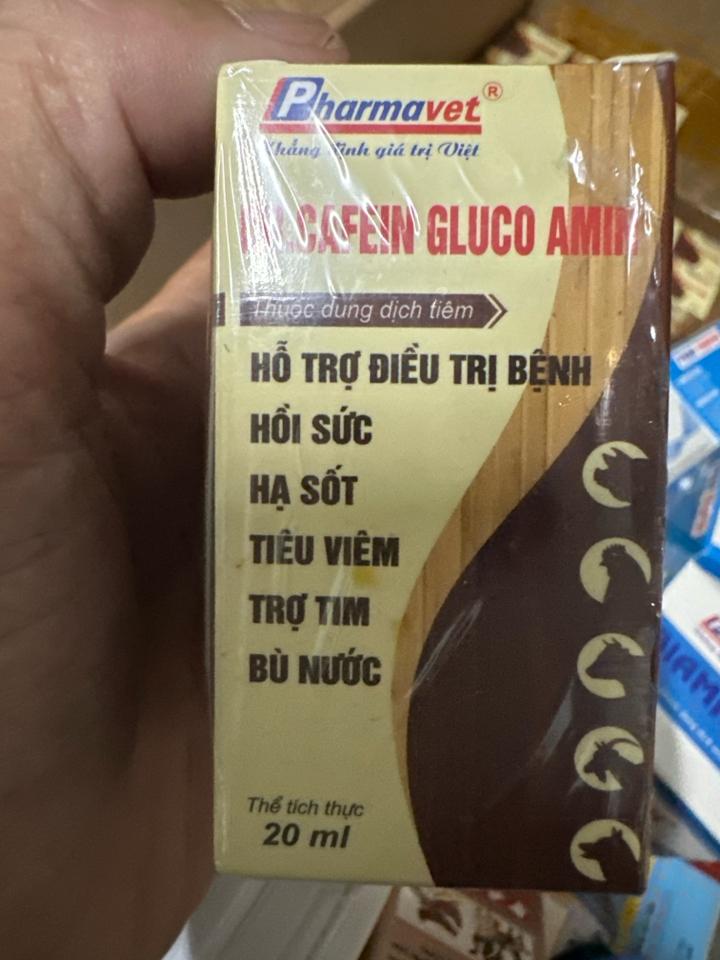 Pharmavet®
Khẳng định giá trị Việt
CAFEIN GLUCO AMIN
Thuốc dung dịch tiêm
HỖ TRỢ ĐIỀU TRỊ BỆNH
HỒI SỨC
HẠ SỐT
TIÊU VIÊM
TRỢ TIM
BÙ NƯỚC
Thể tích thực
20 ml